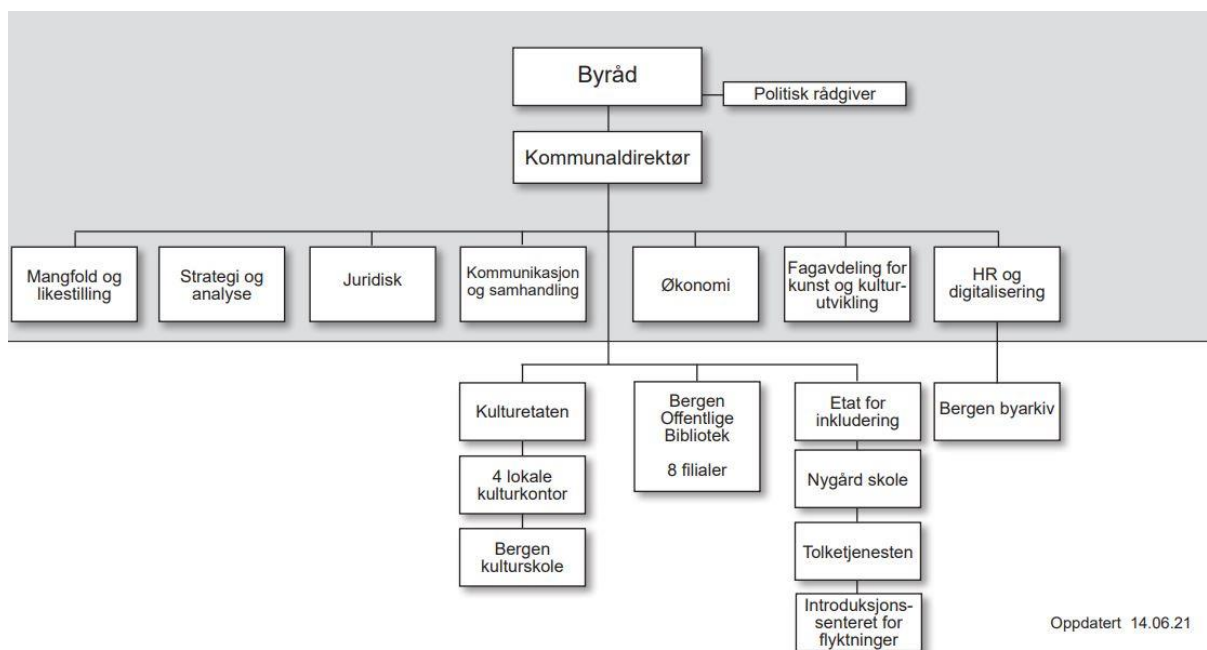 Byråd
Politisk rådgiver
Kommunaldirektør
Mangfold og
likestilling
Strategi og
analyse
Juridisk
Kommunikasjon
og samhandling
Økonomi
Fagavdeling for
kunst og kultur-
utvikling
HR og
digitalisering
Kulturetaten
Bergen
Offentlige
Bibliotek
8 filialer
Etat for
inkludering
Bergen byarkiv
4 lokale
kulturkontor
Nygård skole
Bergen
kulturskole
Tolketjenesten
Introduksjons-
senteret for
flyktninger
Oppdatert 14.06.21